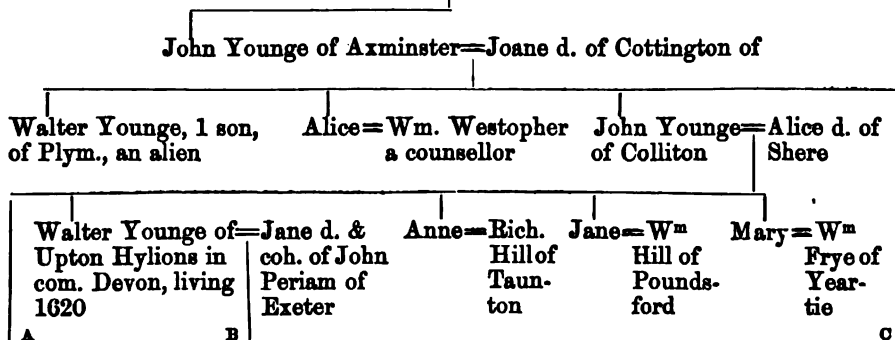 John Younge of Axminster=Joane d. of Cottington of
Walter Younge, 1 son, of Plym., an alien
Alice=Wm. Westopher a counsellor
John Younge=Alice d. of
of Colliton Shere
Walter Younge of=Jane d. &
Upton Hylions in coh. of John
com. Devon, living Periam of
1620 Exeter
Anne=Rich.
Hill of
Taun-
ton
Jane=Wm
Hill of
Pounds-
ford
Mary=Wm
Frye of
Year-
tie
A B C